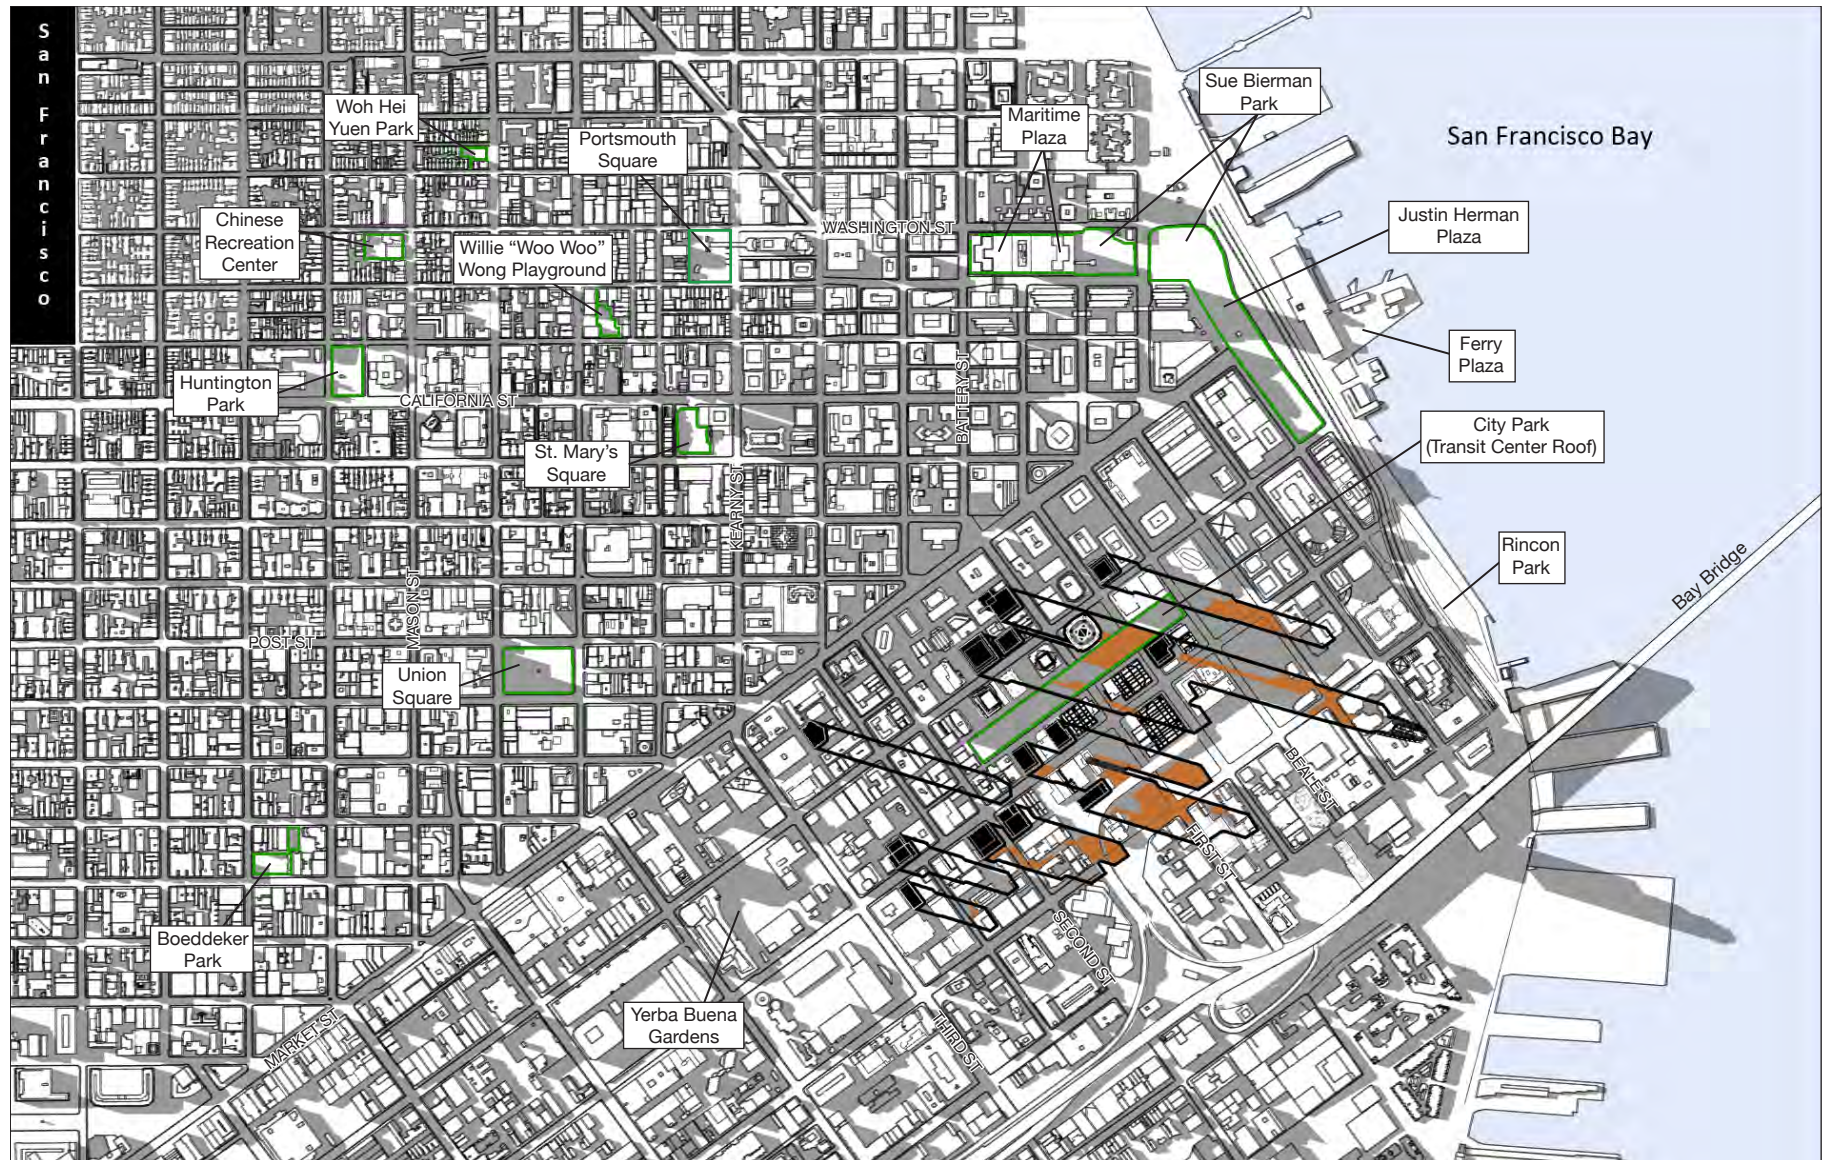 San Francisco
Woh Hei
Yuen Park
Portsmouth
Square
Maritime
Plaza
Sue Bierman
Park
San Francisco Bay
Chinese
Recreation
Center
Willie “Woo Woo”
Wong Playground
WASHINGTON ST
Justin Herman
Plaza
Ferry
Plaza
Huntington
Park
CALIFORNIA ST
BATTERY ST
City Park
(Transit Center Roof)
St. Mary’s
Square
KEARNY ST
Rincon
Park
Bay Bridge
MASON ST
POST ST
Union
Square
BEALE ST
FIRST ST
Boeddeker
Park
SECOND ST
Yerba Buena
Gardens
THIRD ST
MARKET ST